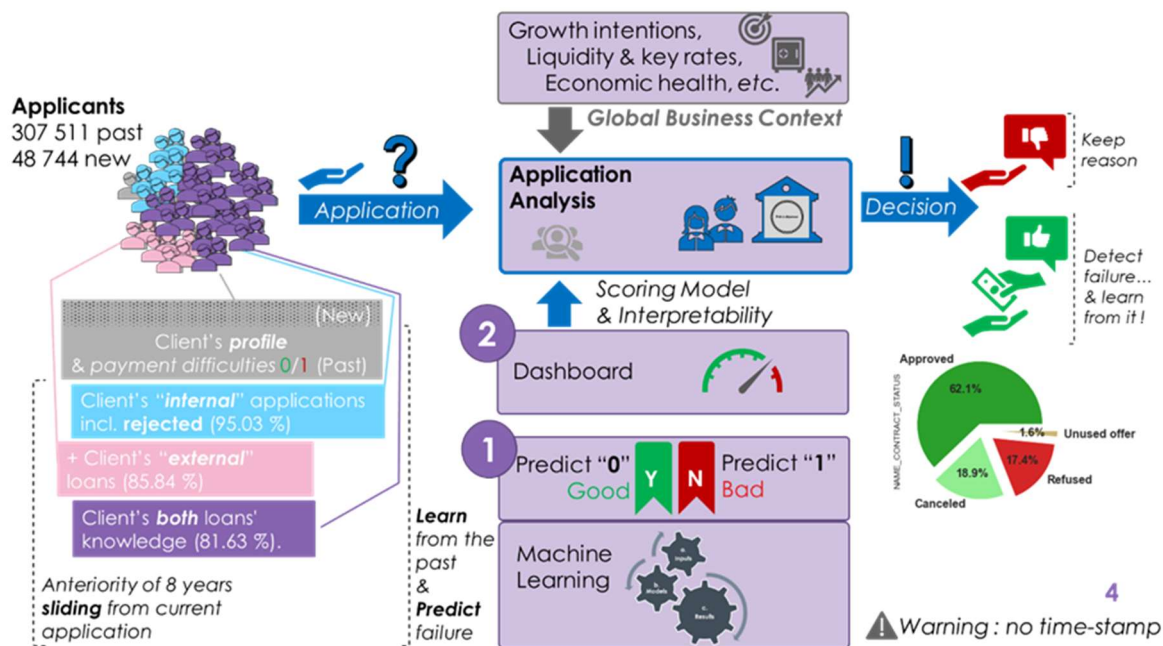 Growth intentions,
Liquidity & key rates,
Economic health, etc.
Global Business Context
Applicants
307 511 past
48 744 new
?
Application
Application
Analysis
!
Decision
Keep
reason
Detect
failure...
& learn
from it !
Scoring Model
& Interpretability
2
Dashboard
1
Predict "0"
Good
Y
N
Predict "1"
Bad
Machine
Learning
a.
Inputs
b.
Models
c.
Results
(New)
Client's profile
& payment difficulties 0/1 (Past)
Client's "internal" applications
incl. rejected (95.03 %)
+ Client's "external"
loans (85.84 %)
Client's both loans'
knowledge (81.63 %).
Anteriority of 8 years
sliding from current
application
Learn
from the
past
&
Predict
failure
Approved
62.1%
NAME_CONTRACT_STATUS
1.6%
Unused offer
17.4%
Refused
18.9%
Canceled
4
Warning : no time-stamp